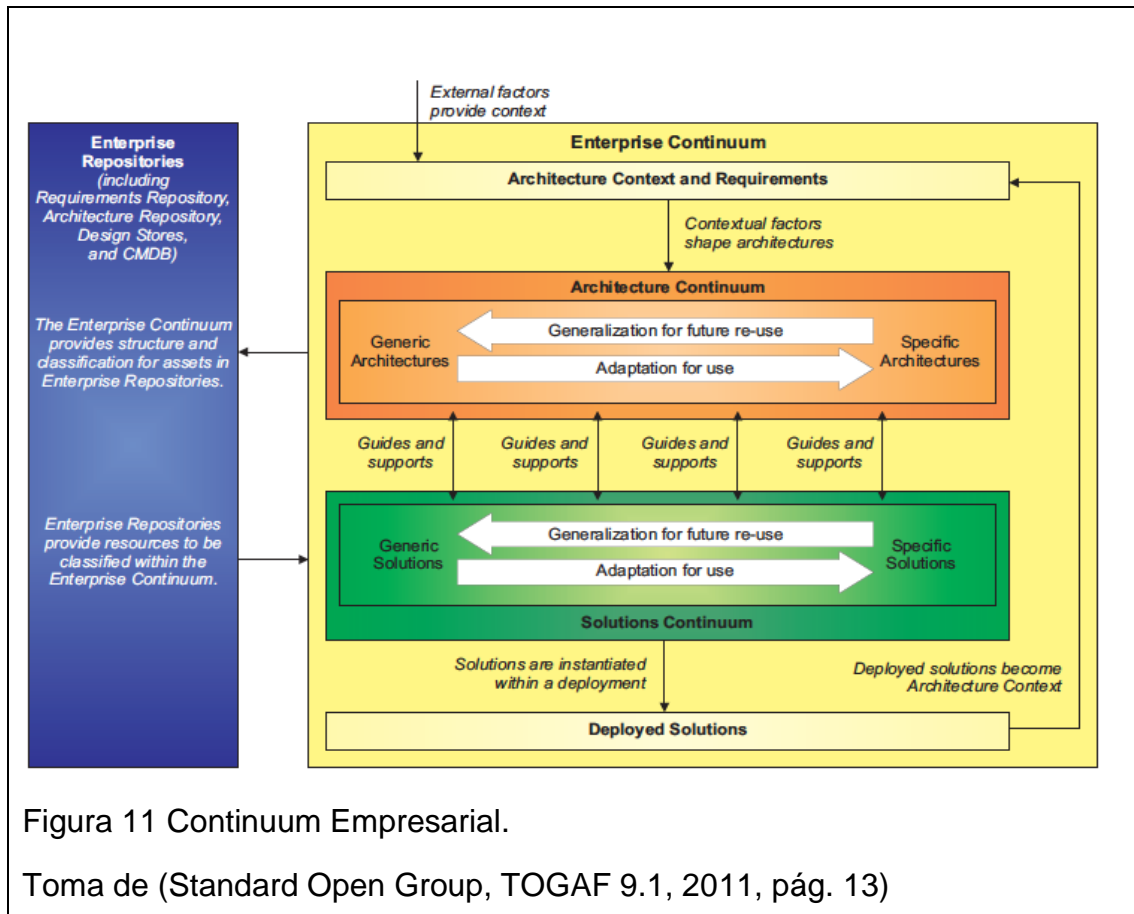 External factors
provide context
Enterprise
Repositories
(including
Requirements Repository,
Architecture Repository,
Design Stores,
and CMDB)
The Enterprise Continuum
provides structure and
classification for assets in
Enterprise Repositories.
Enterprise Repositories
provide resources to be
classified within the
Enterprise Continuum.
Enterprise Continuum
Architecture Context and Requirements
Contextual factors
shape architectures
Architecture Continuum
Generic
Architectures
Generalization for future re-use
Adaptation for use
Specific
Architectures
Guides and
supports
Guides and
supports
Guides and
supports
Guides and
supports
Generic
Solutions
Generalization for future re-use
Adaptation for use
Specific
Solutions
Solutions Continuum
Solutions are instantiated
within a deployment
Deployed solutions become
Architecture Context
Deployed Solutions
Figura 11 Continuum Empresarial.
Toma de (Standard Open Group, TOGAF 9.1, 2011, pág. 13)